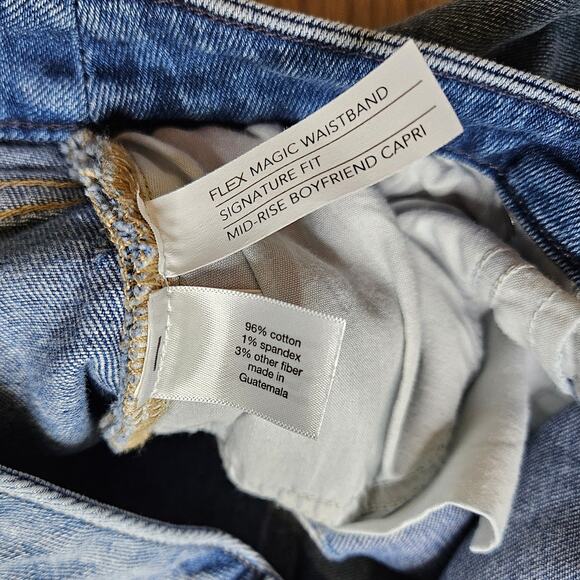 FLEX MAGIC WAISTBAND
SIGNATURE FIT
MID-RISE BOYFRIEND CAPRI
96% cotton
1% spandex
3% other fiber
made in
Guatemala